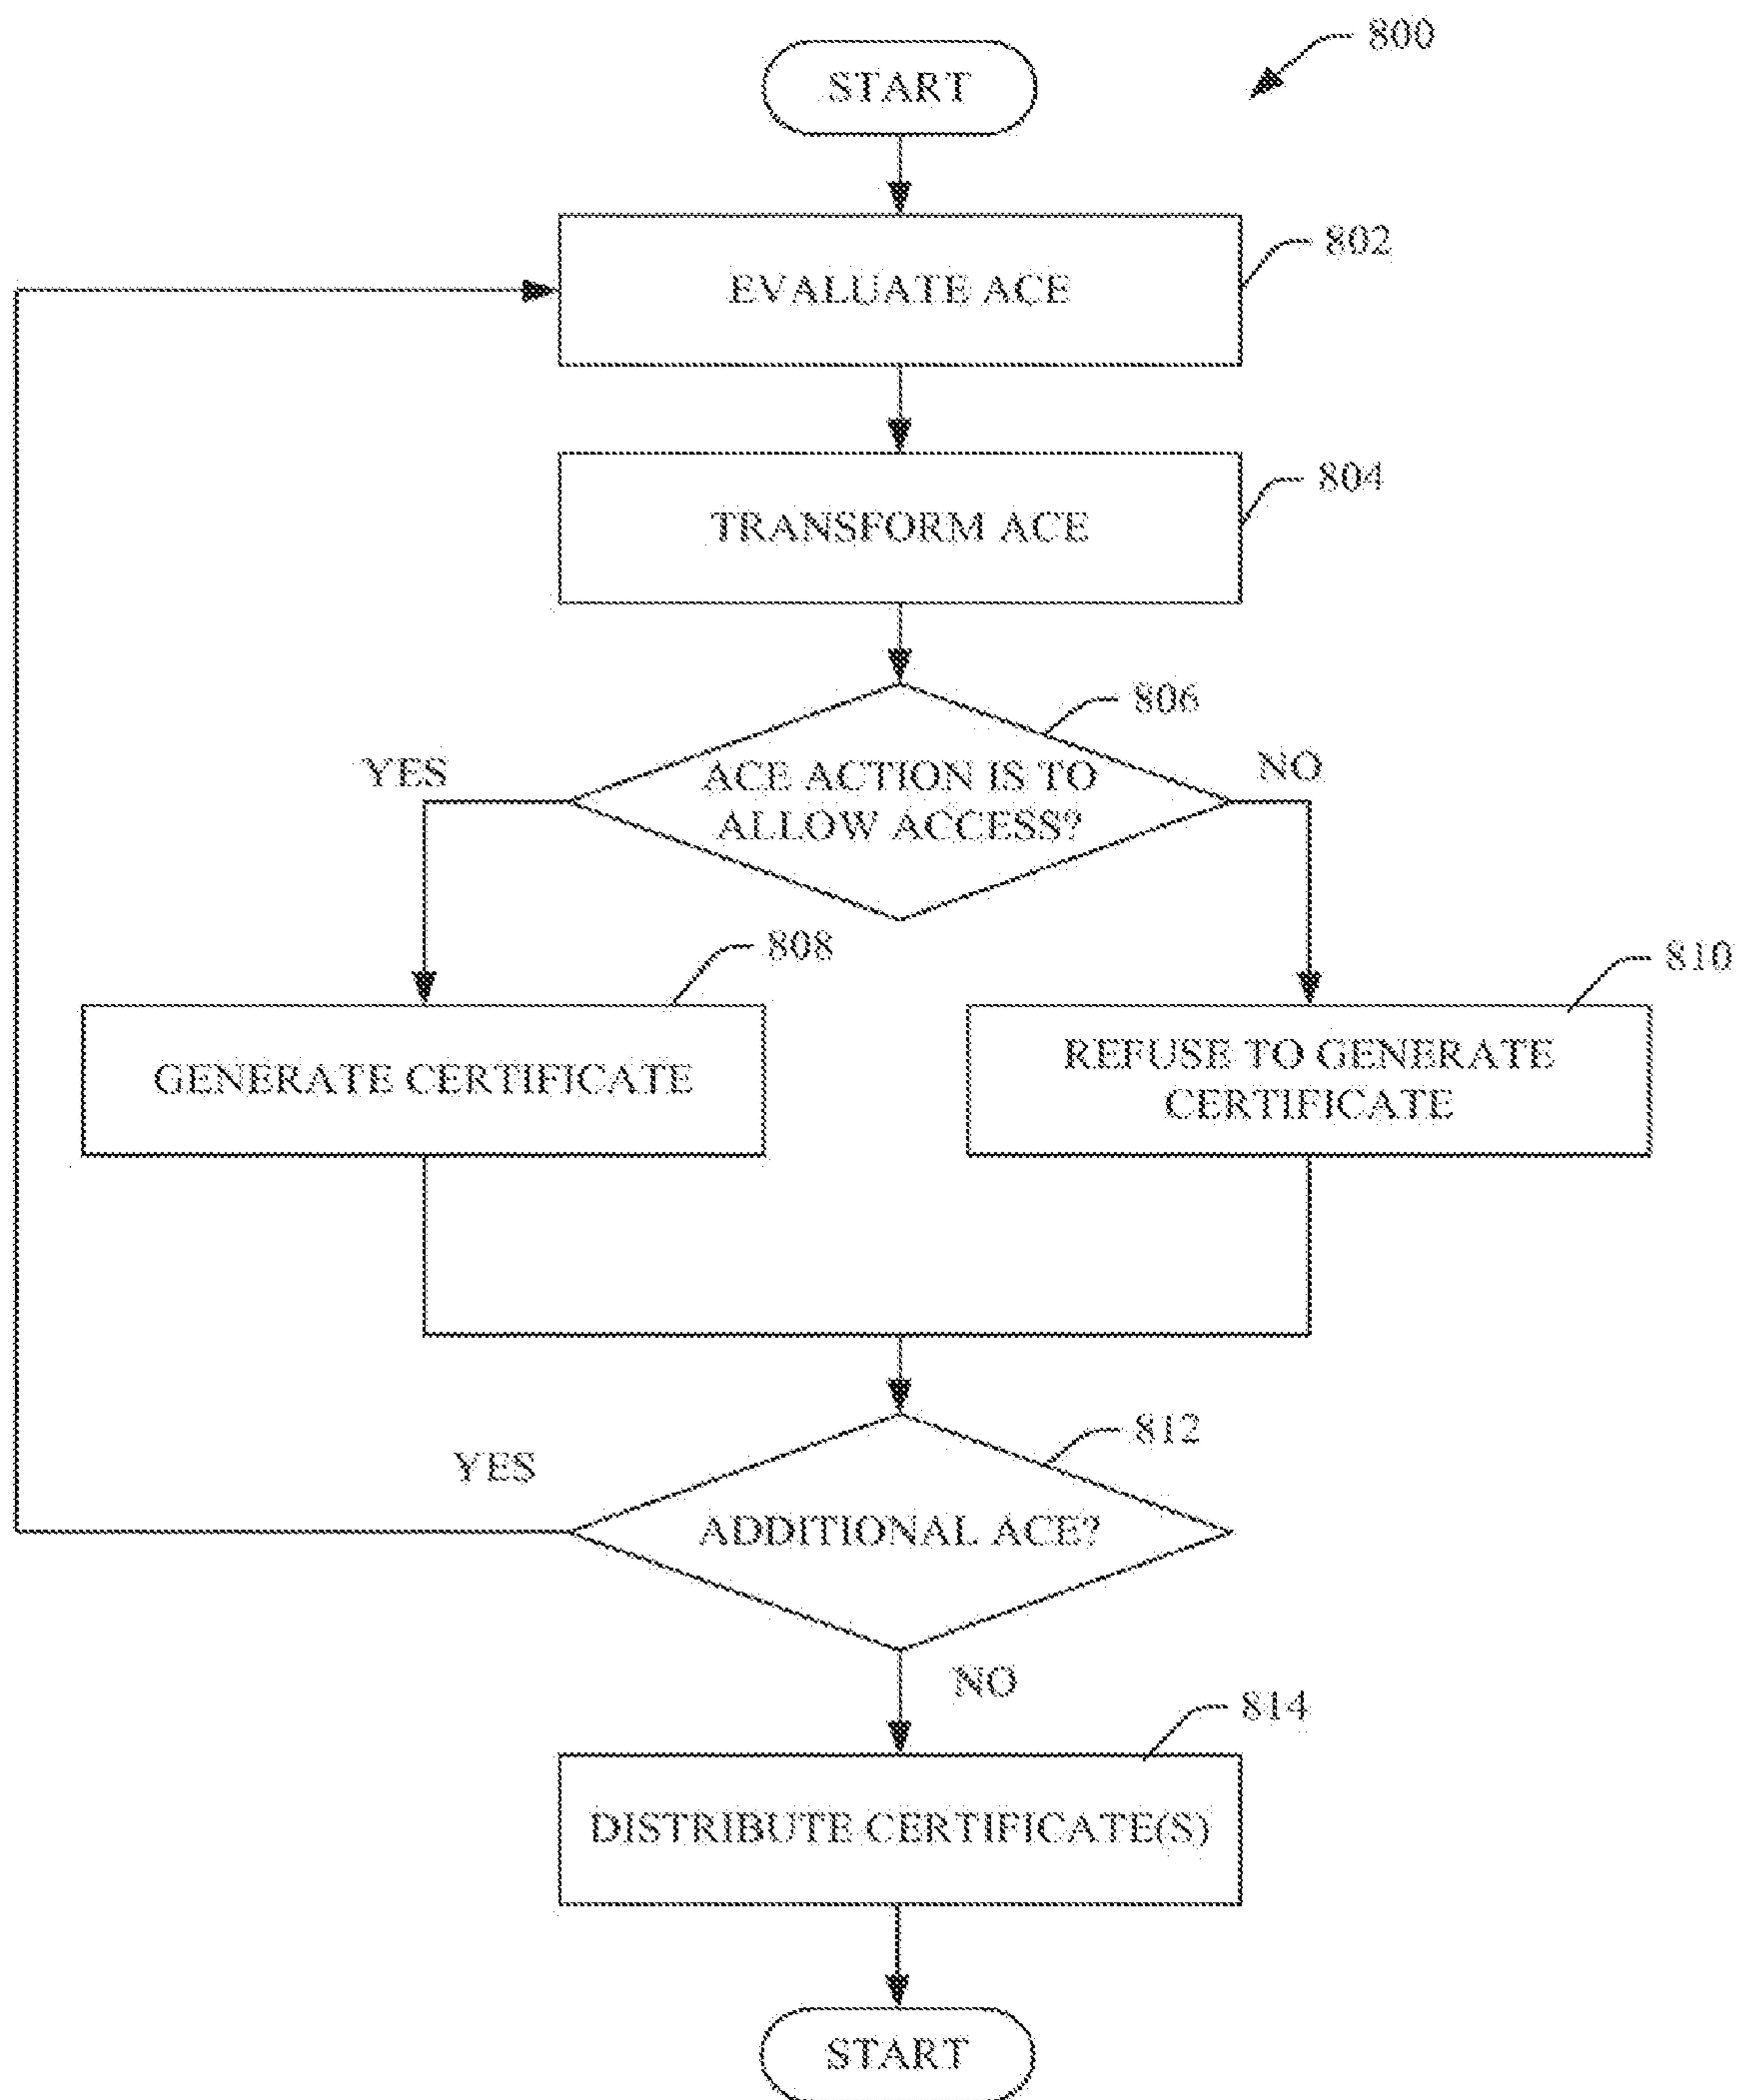 800
START
802
EVALUATE ACE
804
TRANSFORM ACE
806
YES
ACE ACTION IS TO
ALLOW ACCESS?
NO
808
810
GENERATE CERTIFICATE
REFUSE TO GENERATE
CERTIFICATE
812
YES
ADDITIONAL ACE?
NO
814
DISTRIBUTE CERTIFICATE(S)
START